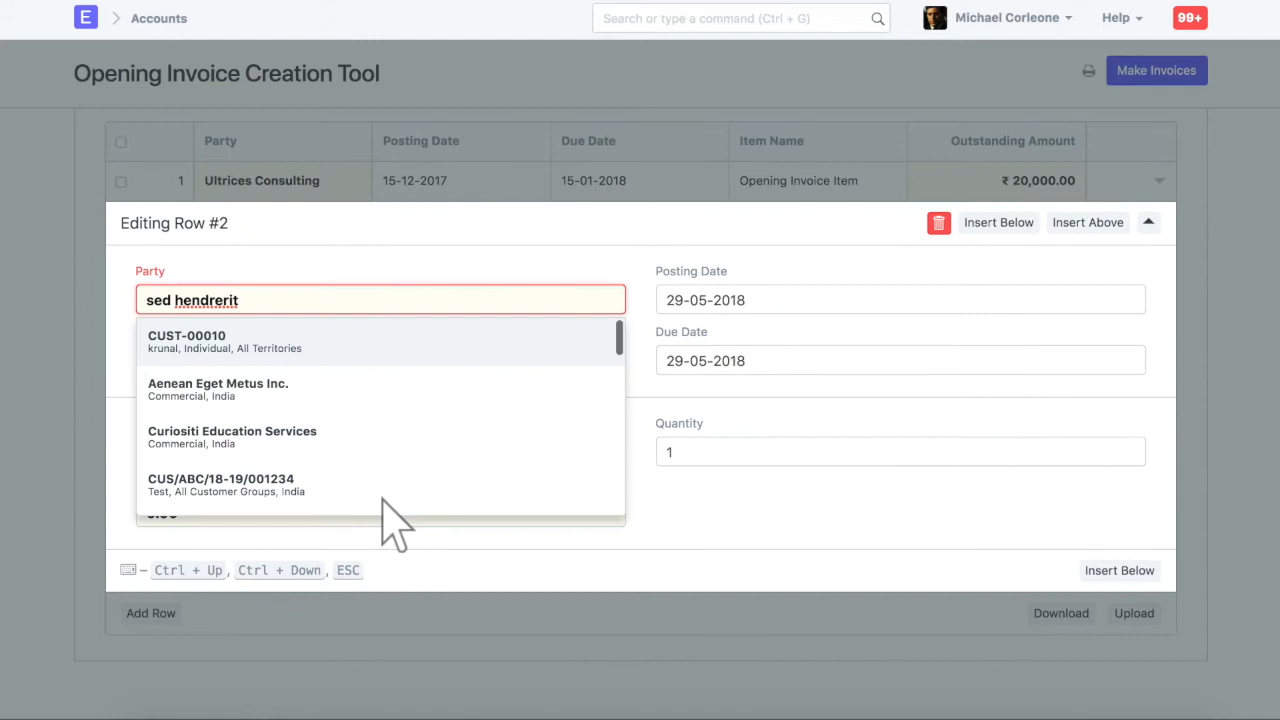 E Accounts Search or type a command (Ctrl + G) Michael Corleone Help 99+
Opening Invoice Creation Tool Make Invoices
Party Posting Date Due Date Item Name Outstanding Amount
1 Ultrices Consulting 15-12-2017 15-01-2018 Opening Invoice Item ₹ 20,000.00
Editing Row #2 Insert Below Insert Above
Party
sed hendrerit
CUST-00010
krunal, Individual, All Territories
Aenean Eget Metus Inc.
Commercial, India
Curiositi Education Services
Commercial, India
CUS/ABC/18-19/001234
Test, All Customer Groups, India
Posting Date
29-05-2018
Due Date
29-05-2018
Quantity
1
– Ctrl + Up, Ctrl + Down, ESC Insert Below
Add Row Download Upload